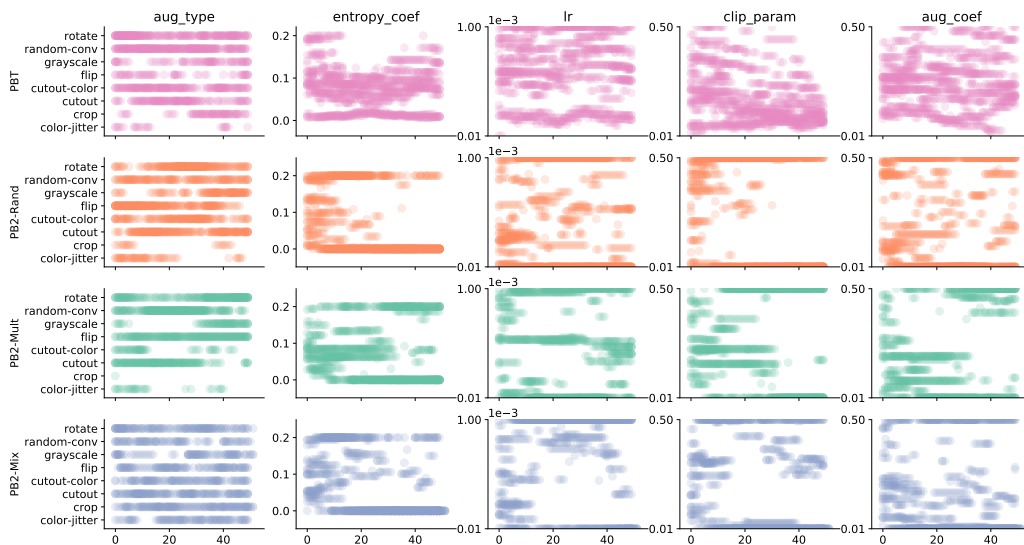 aug_type entropy_coef lr clip_param aug_coef
PBT
rotate
random-conv
grayscale
flip
cutout-color
cutout
crop
color-jitter
0.2
0.1
0.0
1e−3
1.00
0.01
0.50
0.01
0.50
0.01
PB2-Rand
rotate
random-conv
grayscale
flip
cutout-color
cutout
crop
color-jitter
0.2
0.1
0.0
1e−3
1.00
0.01
0.50
0.01
0.50
0.01
PB2-Mult
rotate
random-conv
grayscale
flip
cutout-color
cutout
crop
color-jitter
0.2
0.1
0.0
1e−3
1.00
0.01
0.50
0.01
0.50
0.01
PB2-Mix
rotate
random-conv
grayscale
flip
cutout-color
cutout
crop
color-jitter
0.2
0.1
0.0
1e−3
1.00
0.01
0.50
0.01
0.50
0.01
0 20 40 0 20 40 0 20 40 0 20 40 0 20 40